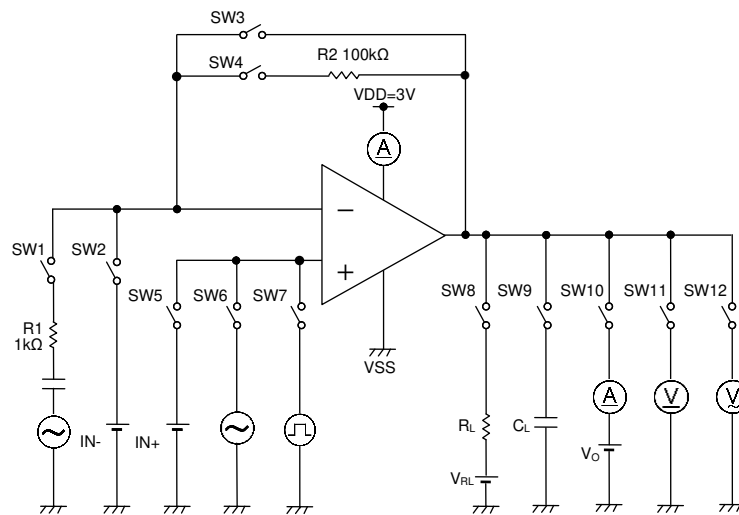 SW3
R2 100kΩ
SW4
VDD=3V
A
−
+
SW1
SW2
SW5
SW6
SW7
SW8
SW9
SW10
SW11
SW12
R1
1kΩ
VSS
IN-
IN+
RL
VRL
CL
A
VO
V
V